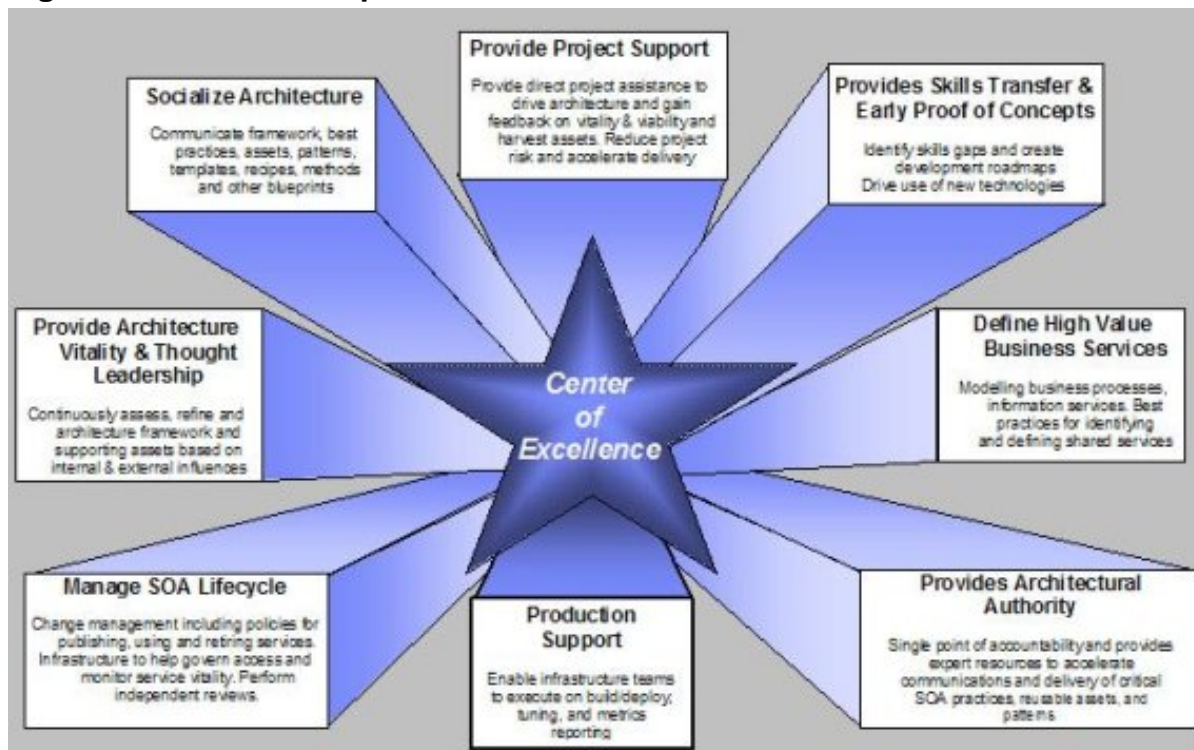 Provide Project Support
Provide direct project assistance to
drive architecture and gain
feedback on vitality & viability and
harvest assets. Reduce project
risk and accelerate delivery
Socialize Architecture
Communicate framework, best
practices, assets, patterns,
templates, recipes, methods
and other blueprints
Provides Skills Transfer &
Early Proof of Concepts
Identify skills gaps and create
development roadmaps
Drive use of new technologies
Provide Architecture
Vitality & Thought
Leadership
Continuously assess, refine and
architecture framework and
supporting assets based on
internal & external influences
Center
of
Excellence
Define High Value
Business Services
Modelling business processes,
information services. Best
practices for identifying
and defining shared services
Manage SOA Lifecycle
Change management including policies for
publishing, using and retiring services.
Infrastructure to help govern access and
monitor service vitality. Perform
independent reviews.
Production
Support
Enable infrastructure teams
to execute on build/deploy,
tuning, and metrics
reporting
Provides Architectural
Authority
Single point of accountability and provides
expert resources to accelerate
communications and delivery of critical
SOA practices, reusable assets, and
patterns